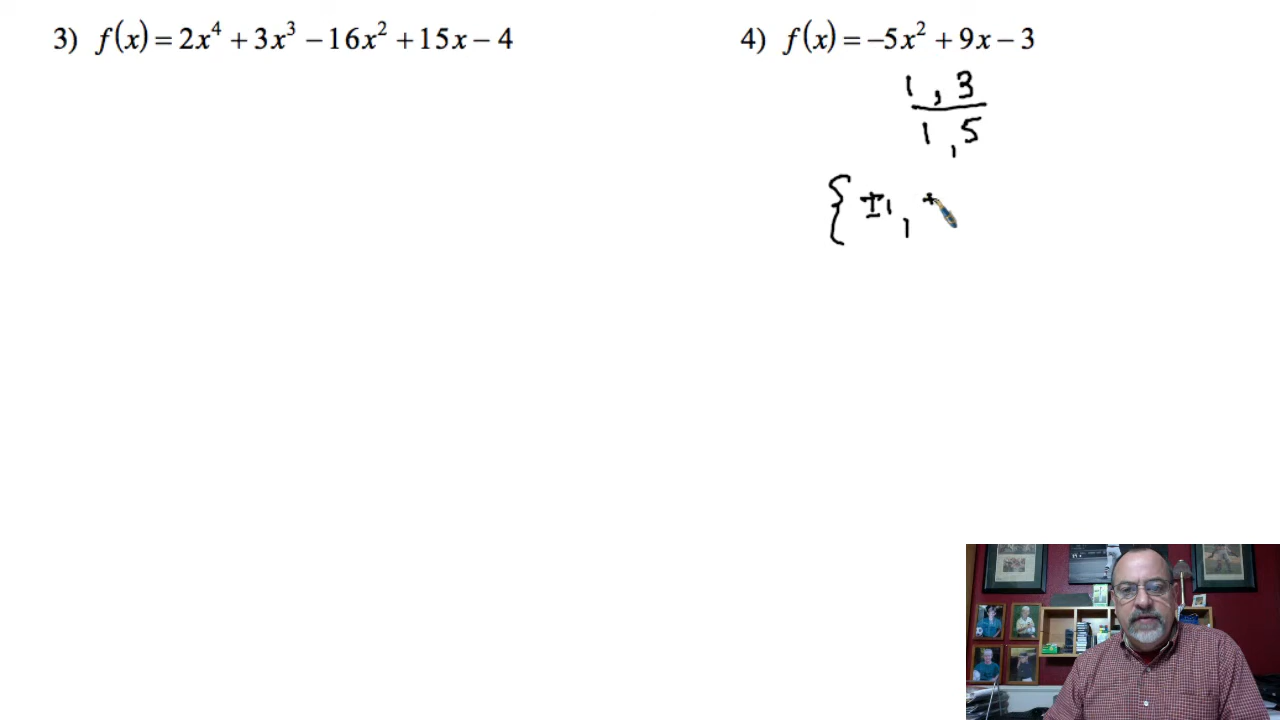 3) f(x) = 2x⁴ + 3x³ − 16x² + 15x − 4
4) f(x) = −5x² + 9x − 3
1 , 3
1 , 5
{ ±1 , +